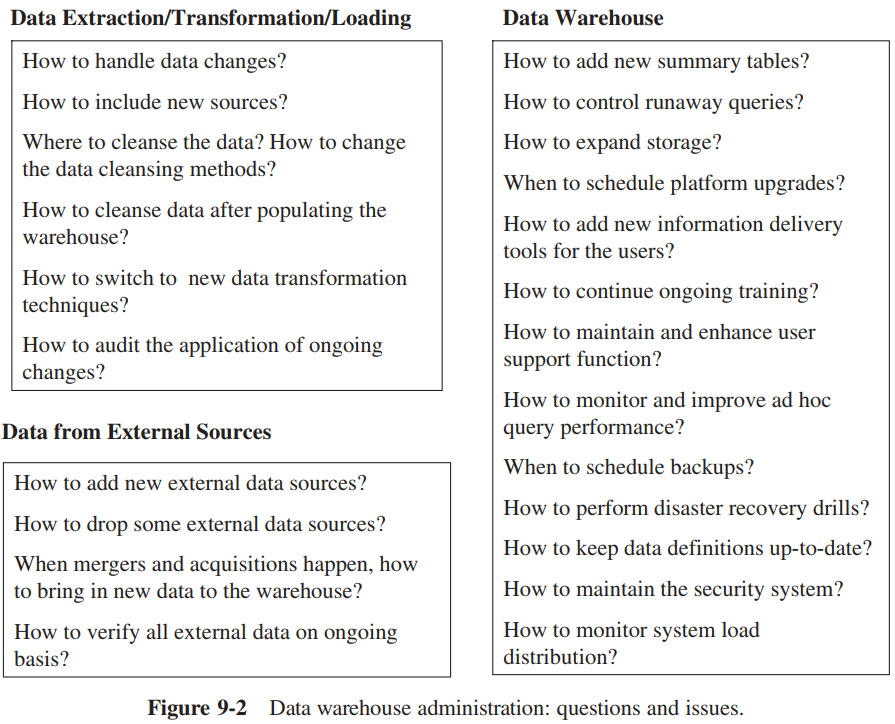 Data Extraction/Transformation/Loading
How to handle data changes?
How to include new sources?
Where to cleanse the data? How to change
the data cleansing methods?
How to cleanse data after populating the
warehouse?
How to switch to new data transformation
techniques?
How to audit the application of ongoing
changes?
Data from External Sources
How to add new external data sources?
How to drop some external data sources?
When mergers and acquisitions happen, how
to bring in new data to the warehouse?
How to verify all external data on ongoing
basis?
Data Warehouse
How to add new summary tables?
How to control runaway queries?
How to expand storage?
When to schedule platform upgrades?
How to add new information delivery
tools for the users?
How to continue ongoing training?
How to maintain and enhance user
support function?
How to monitor and improve ad hoc
query performance?
When to schedule backups?
How to perform disaster recovery drills?
How to keep data definitions up-to-date?
How to maintain the security system?
How to monitor system load
distribution?
Figure 9-2 Data warehouse administration: questions and issues.